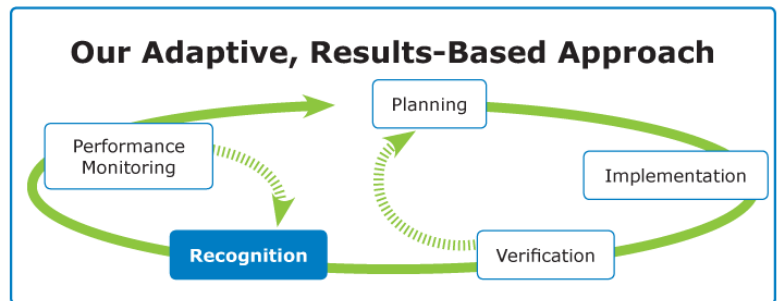 Our Adaptive, Results-Based Approach
Planning
Performance
Monitoring
Implementation
Recognition
Verification